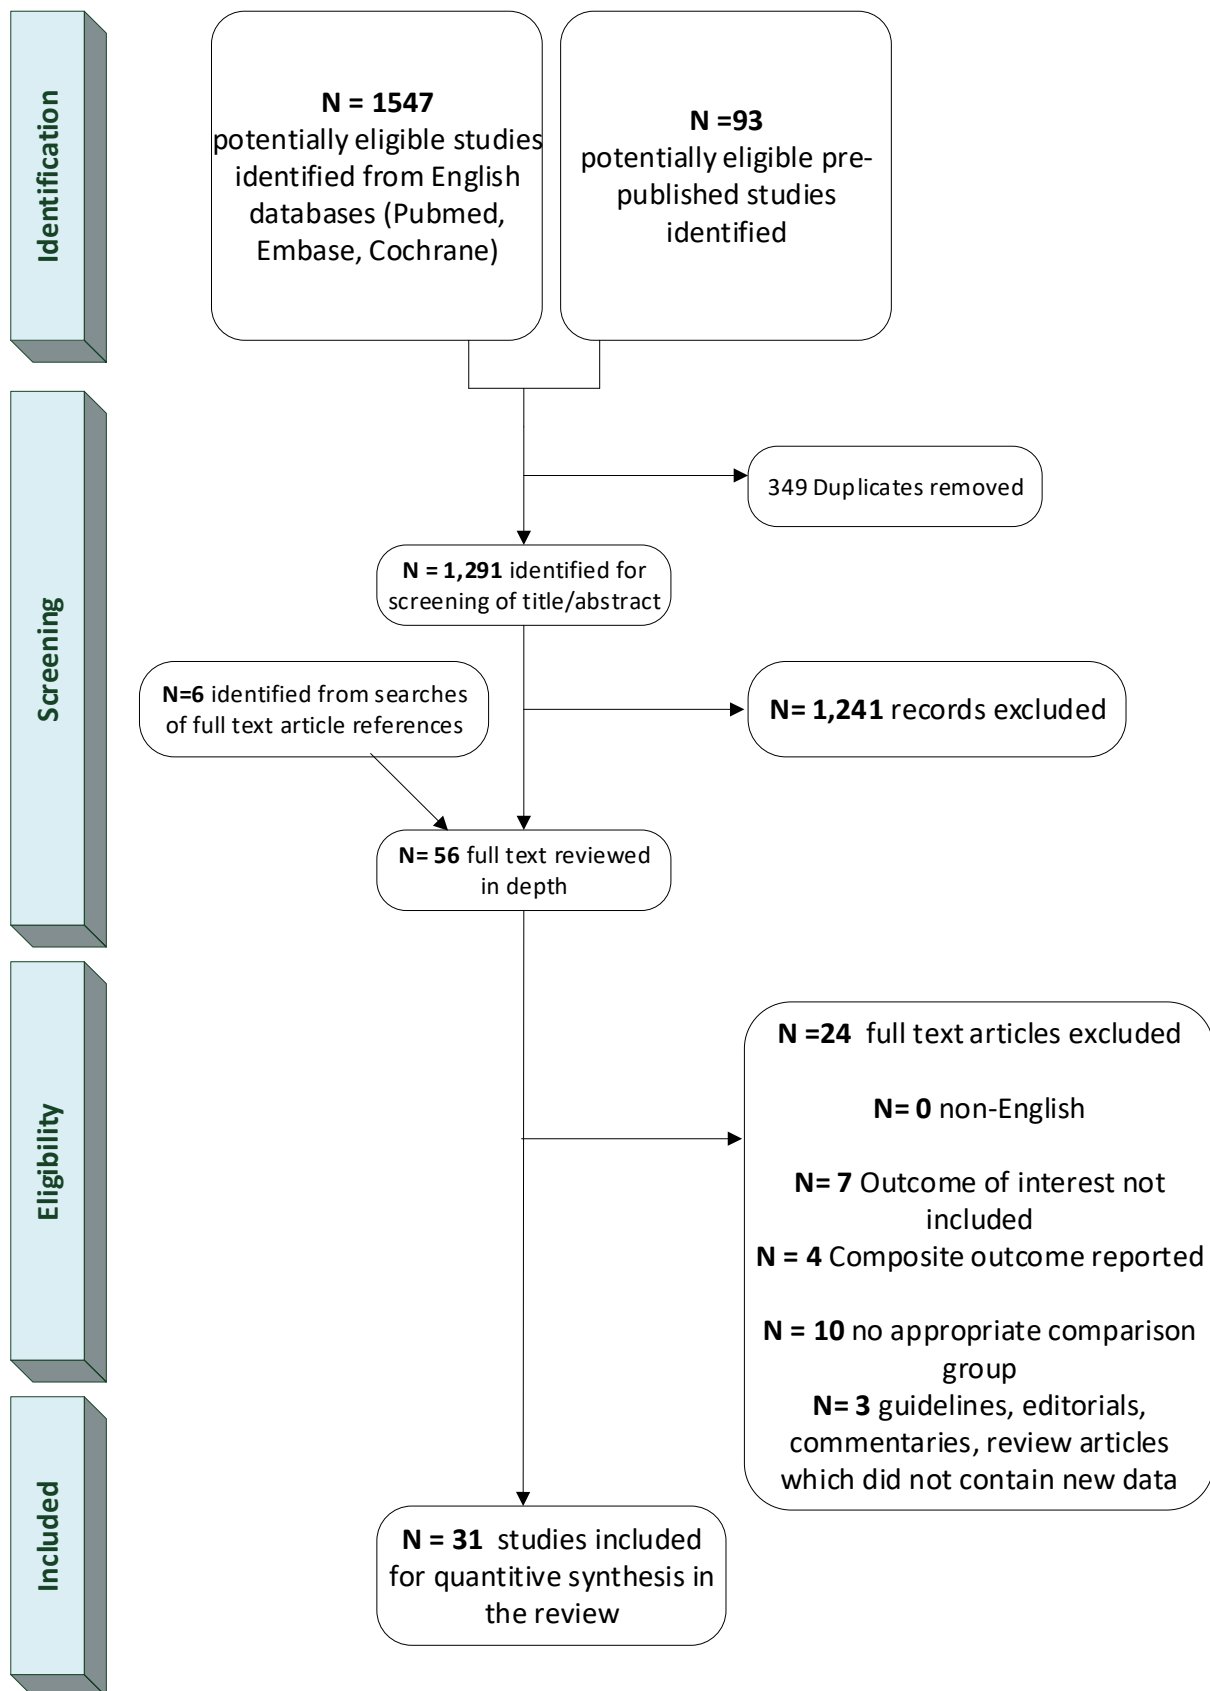 Identification
N = 1547
potentially eligible studies
identified from English
databases (Pubmed,
Embase, Cochrane)
N =93
potentially eligible pre-
published studies
identified
349 Duplicates removed
Screening
N = 1,291 identified for
screening of title/abstract
N=6 identified from searches
of full text article references
N= 1,241 records excluded
N= 56 full text reviewed
in depth
Eligibility
N =24 full text articles excluded
N= 0 non-English
N= 7 Outcome of interest not
included
N = 4 Composite outcome reported
N = 10 no appropriate comparison
group
N= 3 guidelines, editorials,
commentaries, review articles
which did not contain new data
Included
N = 31 studies included
for quantitive synthesis in
the review